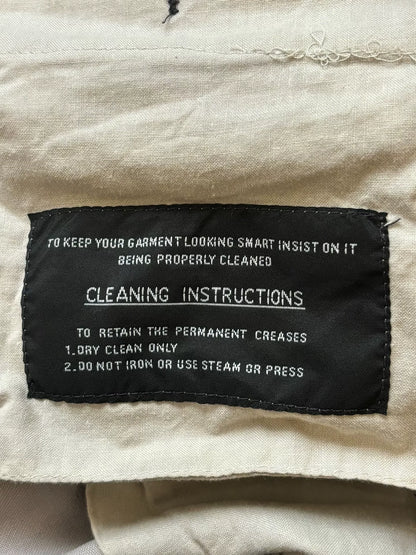 TO KEEP YOUR GARMENT LOOKING SMART INSIST ON IT
BEING PROPERLY CLEANED
CLEANING INSTRUCTIONS
TO RETAIN THE PERMANENT CREASES
1.DRY CLEAN ONLY
2.DO NOT IRON OR USE STEAM OR PRESS